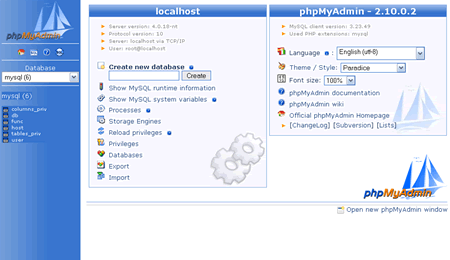 phpMyAdmin
Database
mysql (6)
mysql (6)
columns_priv
db
func
host
tables_priv
user
localhost
Server version: 4.0.18-nt
Protocol version: 10
Server: localhost via TCP/IP
User: root@localhost
Create new database
Create
Show MySQL runtime information
Show MySQL system variables
Processes
Storage Engines
Reload privileges
Privileges
Databases
Export
Import
phpMyAdmin - 2.10.0.2
MySQL client version: 3.23.49
Used PHP extensions: mysql
Language : English (utf-8)
Theme / Style: Paradice
Font size: 100%
phpMyAdmin documentation
phpMyAdmin wiki
Official phpMyAdmin Homepage
[ChangeLog] [Subversion] [Lists]
phpMyAdmin
Open new phpMyAdmin window